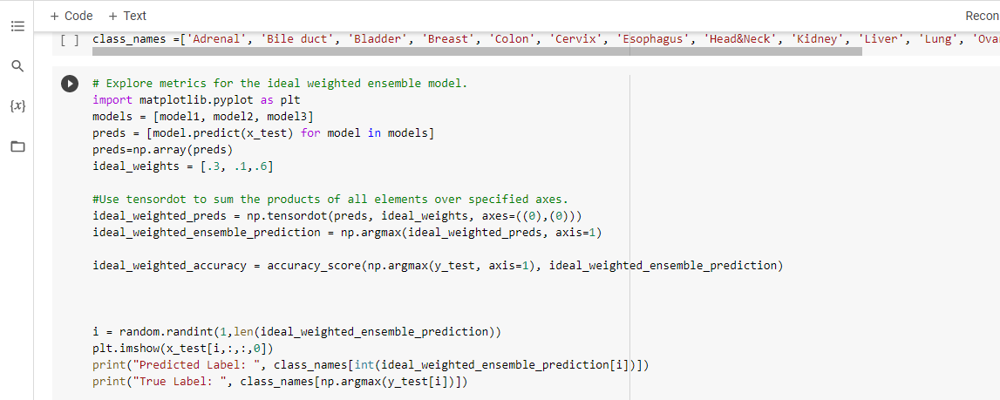 + Code + Text
Recon
[ ] class_names =['Adrenal', 'Bile duct', 'Bladder', 'Breast', 'Colon', 'Cervix', 'Esophagus', 'Head&Neck', 'Kidney', 'Liver', 'Lung', 'Ova
# Explore metrics for the ideal weighted ensemble model.
import matplotlib.pyplot as plt
models = [model1, model2, model3]
preds = [model.predict(x_test) for model in models]
preds=np.array(preds)
ideal_weights = [.3, .1,.6]
#Use tensordot to sum the products of all elements over specified axes.
ideal_weighted_preds = np.tensordot(preds, ideal_weights, axes=((0),(0)))
ideal_weighted_ensemble_prediction = np.argmax(ideal_weighted_preds, axis=1)
ideal_weighted_accuracy = accuracy_score(np.argmax(y_test, axis=1), ideal_weighted_ensemble_prediction)
i = random.randint(1,len(ideal_weighted_ensemble_prediction))
plt.imshow(x_test[i,:,:,0])
print("Predicted Label: ", class_names[int(ideal_weighted_ensemble_prediction[i])])
print("True Label: ", class_names[np.argmax(y_test[i])])
{x}